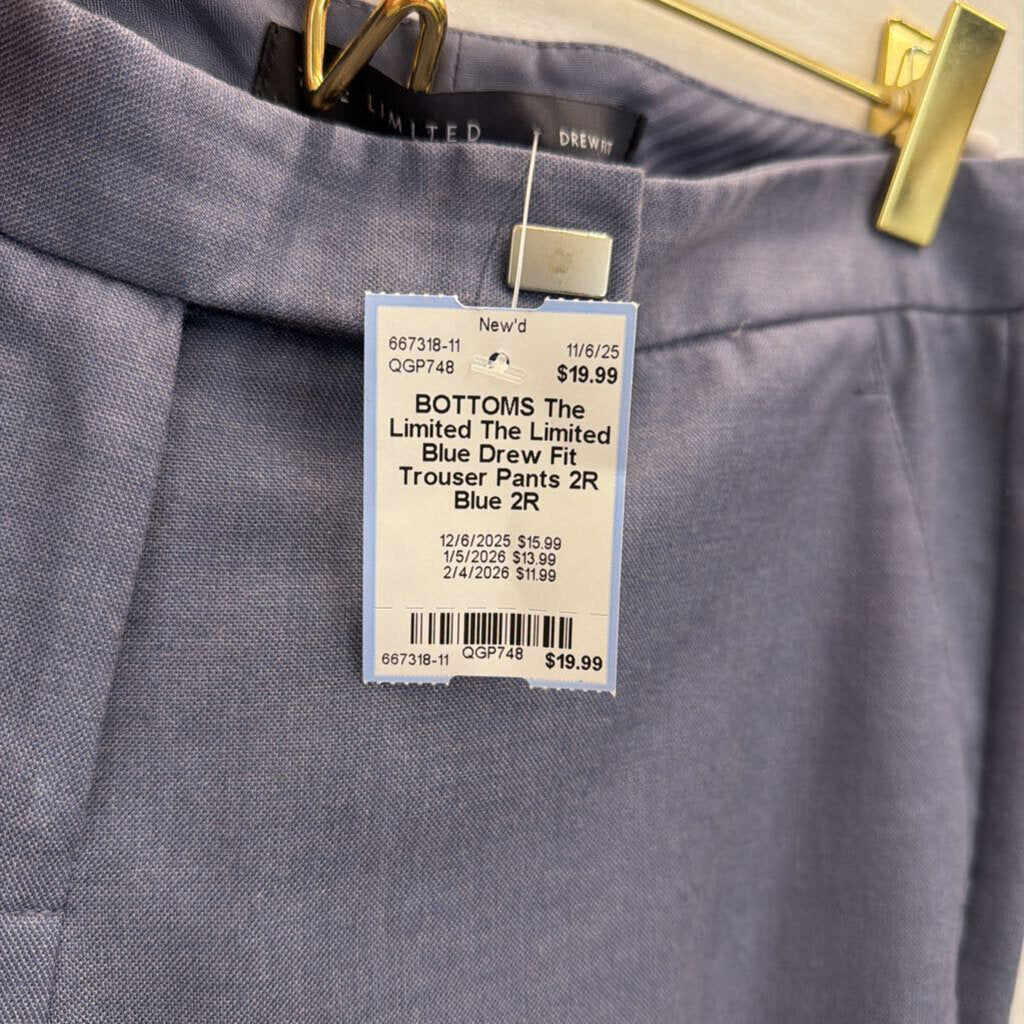 LIMITED
DREW FIT
New'd
667318-11 11/6/25
QGP748 $19.99
BOTTOMS The
Limited The Limited
Blue Drew Fit
Trouser Pants 2R
Blue 2R
12/6/2025 $15.99
1/5/2026 $13.99
2/4/2026 $11.99
667318-11 QGP748 $19.99